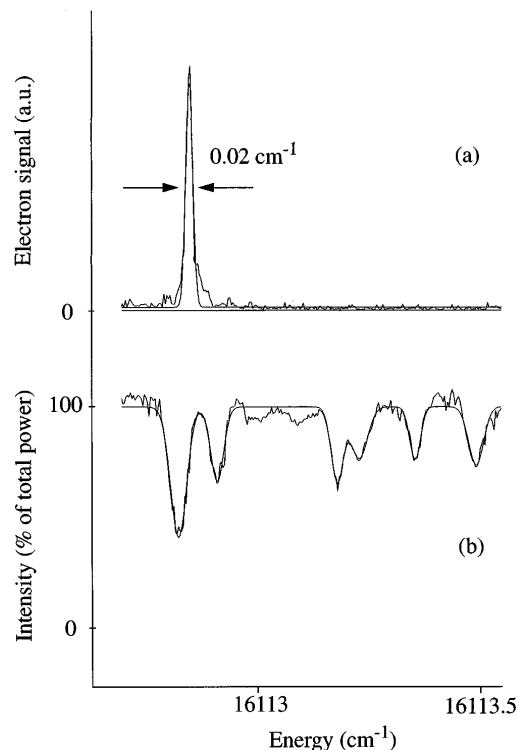 Electron signal (a.u.)
0.02 cm⁻¹
(a)
0
100
Intensity (% of total power)
(b)
0
16113
16113.5
Energy (cm⁻¹)